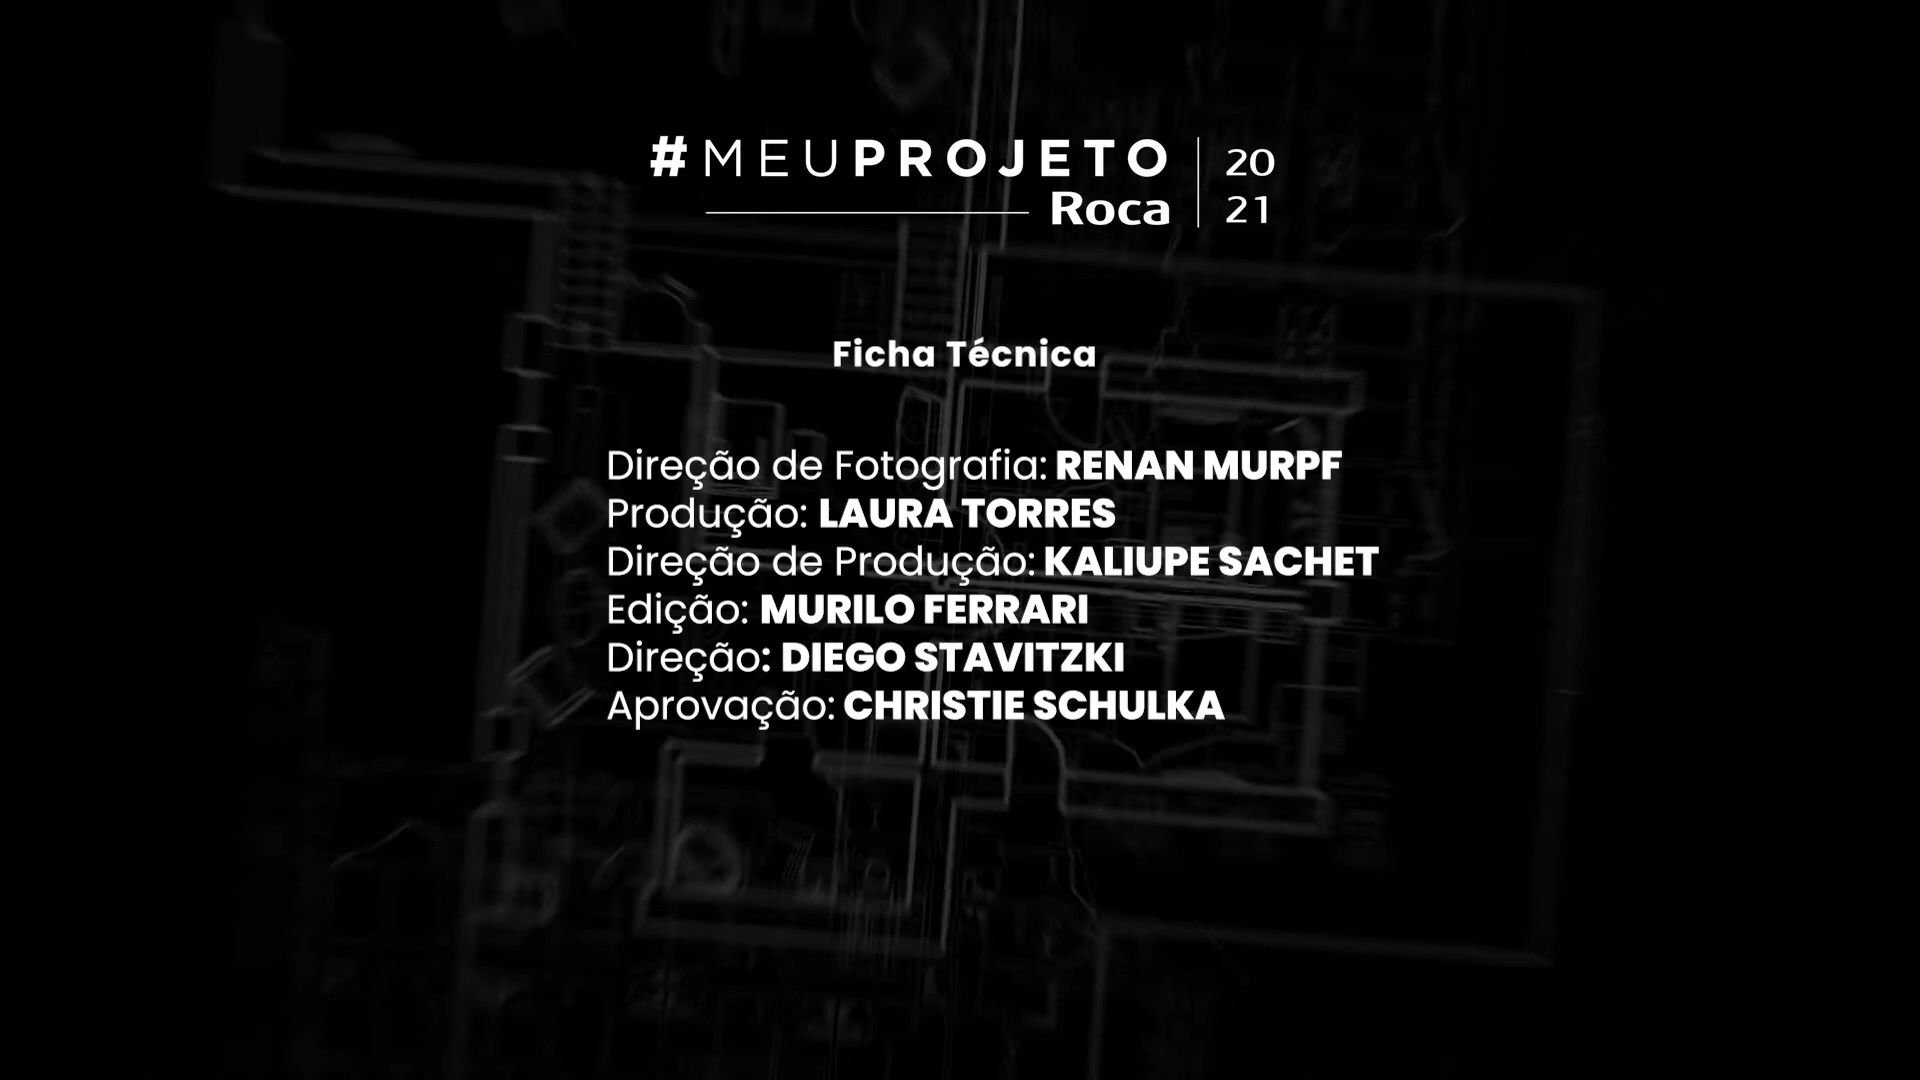 #MEUPROJETO
Roca
20
21
Ficha Técnica
Direção de Fotografia: RENAN MURPF
Produção: LAURA TORRES
Direção de Produção: KALIUPE SACHET
Edição: MURILO FERRARI
Direção: DIEGO STAVITZKI
Aprovação: CHRISTIE SCHULKA